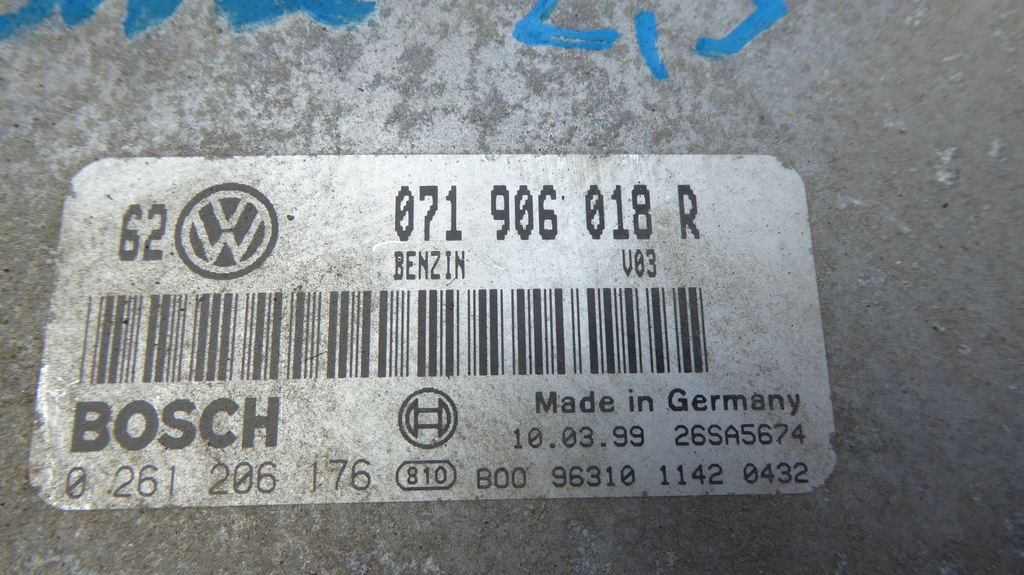 62 VW 071 906 018 R
BENZIN V03
BOSCH Made in Germany
10.03.99 26SA5674
0 261 206 176 810 B00 96310 1142 0432